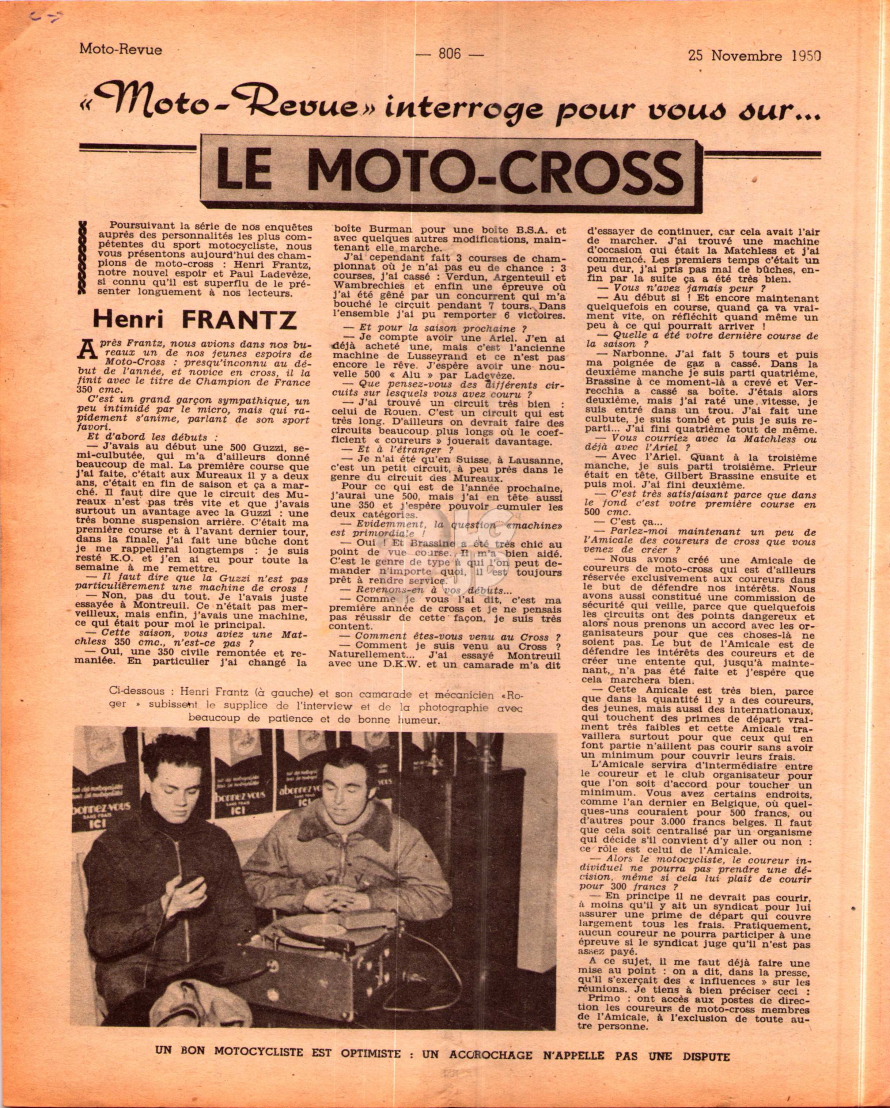 Moto-Revue
— 806 —
25 Novembre 1950
« Moto-Revue » interroge pour vous sur...
LE MOTO-CROSS
Poursuivant la série de nos enquêtes
auprès des personnalités les plus com-
pétentes du sport motocycliste, nous
vous présentons aujourd'hui des cham-
pions de moto-cross : Henri Frantz,
notre nouvel espoir et Paul Ladevèze,
si connu qu'il est superflu de le pré-
senter longuement à nos lecteurs.
Henri FRANTZ
Après Frantz, nous avions dans nos bu-
reaux un de nos jeunes espoirs de
Moto-Cross : presqu'inconnu au dé-
but de l'année, et novice en cross, il la
finit avec le titre de Champion de France
350 cmc.
C'est un grand garçon sympathique, un
peu intimidé par le micro, mais qui ra-
pidement s'anime, parlant de son sport
favori.
Et d'abord les débuts :
— J'avais au début une 500 Guzzi, se-
mi-culbutée, qui m'a d'ailleurs donné
beaucoup de mal. La première course que
j'ai faite, c'était aux Mureaux il y a deux
ans, c'était en fin de saison et ça a mar-
ché. Il faut dire que le circuit des Mu-
reaux n'est pas très vite et que j'avais
surtout un avantage avec la Guzzi : une
très bonne suspension arrière. C'était ma
première course et à l'avant dernier tour,
dans la finale, j'ai fait une bûche dont
je me rappellerai longtemps : je suis
resté K.O. et j'en ai eu pour toute la
semaine à me remettre.
— Il faut dire que la Guzzi n'est pas
particulièrement une machine de cross !
— Non, pas du tout. Je l'avais juste
essayée à Montreuil. Ce n'était pas mer-
veilleux, mais enfin, j'avais une machine,
ce qui était pour moi le principal.
— Cette saison, vous aviez une Mat-
chless 350 cmc., n'est-ce pas ?
— Oui, une 350 civile remontée et re-
maniée. En particulier j'ai changé la
boîte Burman pour une boîte B.S.A. et
avec quelques autres modifications, main-
tenant elle marche.
J'ai cependant fait 3 courses de cham-
pionnat où je n'ai pas eu de chance : 3
courses, j'ai cassé : Verdun, Argenteuil et
Wambrechies et enfin une épreuve où
j'ai été gêné par un concurrent qui m'a
bouché le circuit pendant 7 tours. Dans
l'ensemble j'ai pu remporter 6 victoires.
— Et pour la saison prochaine ?
— Je compte avoir une Ariel. J'en ai
déjà acheté une, mais c'est l'ancienne
machine de Lusseyrand et ce n'est pas
encore le rêve. J'espère avoir une nou-
velle 500 « Alu » par Ladevèze.
— Que pensez-vous des différents cir-
cuits sur lesquels vous avez couru ?
— J'ai trouvé un circuit très bien :
celui de Rouen. C'est un circuit qui est
très long. D'ailleurs on devrait faire des
circuits beaucoup plus longs où le coef-
ficient « coureurs » jouerait davantage.
— Et à l'étranger ?
— Je n'ai été qu'en Suisse, à Lausanne,
c'est un petit circuit, à peu près dans le
genre du circuit des Mureaux.
Pour ce qui est de l'année prochaine,
j'aurai une 500, mais j'ai en tête aussi
une 350 et j'espère pouvoir cumuler les
deux catégories.
— Evidemment, la question «machine»
est primordiale !
— Oui ! Et Brassine a été très chic au
point de vue course. Il m'a bien aidé.
C'est le genre de type à qui l'on peut de-
mander n'importe quoi, il est toujours
prêt à rendre service.
— Revenons-en à vos débuts...
— Comme je vous l'ai dit, c'est ma
première année de cross et je ne pensais
pas réussir de cette façon, je suis très
content.
— Comment êtes-vous venu au Cross ?
— Comment je suis venu au Cross ?
Naturellement... J'ai essayé Montreuil
avec une D.K.W. et un camarade m'a dit
d'essayer de continuer, car cela avait l'air
de marcher. J'ai trouvé une machine
d'occasion qui était la Matchless et j'ai
commencé. Les premiers temps c'était un
peu dur, j'ai pris pas mal de bûches, en-
fin par la suite ça a été très bien.
— Vous n'avez jamais peur ?
— Au début si ! Et encore maintenant
quelquefois en course, quand ça va vrai-
ment vite, on réfléchit quand même un
peu à ce qui pourrait arriver !
— Quelle a été votre dernière course de
la saison ?
— Narbonne. J'ai fait 5 tours et puis
ma poignée de gaz a cassé. Dans la
deuxième manche je suis parti quatrième,
Brassine à ce moment-là a crevé et Ver-
recchia a cassé sa boîte. J'étais alors
deuxième, mais j'ai raté une vitesse, je
suis entré dans un trou. J'ai fait une
culbute, je suis tombé et puis je suis re-
parti... J'ai fini quatrième tout de même.
— Vous courriez avec la Matchless ou
déjà avec l'Ariel ?
— Avec l'Ariel. Quant à la troisième
manche, je suis parti troisième. Prieur
était en tête, Gilbert Brassine ensuite et
puis moi. J'ai fini deuxième.
— C'est très satisfaisant parce que dans
le fond c'est votre première course en
500 cmc.
— C'est ça...
— Parlez-moi maintenant un peu de
l'Amicale des coureurs de cross que vous
venez de créer ?
— Nous avons créé une Amicale de
coureurs de moto-cross qui est d'ailleurs
réservée exclusivement aux coureurs dans
le but de défendre nos intérêts. Nous
avons aussi constitué une commission de
sécurité qui veille, parce que quelquefois
les circuits ont des points dangereux et
alors nous prenons un accord avec les or-
ganisateurs pour que ces choses-là ne
soient pas. Le but de l'Amicale est de
défendre les intérêts des coureurs et de
créer une entente qui, jusqu'à mainte-
nant, n'a pas été faite et j'espère que
cela marchera bien.
— Cette Amicale est très bien, parce
que dans la quantité il y a des coureurs,
des jeunes, mais aussi des internationaux,
qui touchent des primes de départ vrai-
ment très faibles et cette Amicale tra-
vaillera surtout pour que ceux qui en
font partie n'aillent pas courir sans avoir
un minimum pour couvrir leurs frais.
L'Amicale servira d'intermédiaire entre
le coureur et le club organisateur pour
que l'on soit d'accord pour toucher un
minimum. Vous avez certains endroits,
comme l'an dernier en Belgique, où quel-
ques-uns couraient pour 500 francs, ou
d'autres pour 3.000 francs belges. Il faut
que cela soit centralisé par un organisme
qui décide s'il convient d'y aller ou non :
ce rôle est celui de l'Amicale.
— Alors le motocycliste, le coureur in-
dividuel ne pourra pas prendre une dé-
cision, même si cela lui plait de courir
pour 300 francs ?
— En principe il ne devrait pas courir,
à moins qu'il y ait un syndicat pour lui
assurer une prime de départ qui couvre
largement tous les frais. Pratiquement,
aucun coureur ne pourra participer à une
épreuve si le syndicat juge qu'il n'est pas
assez payé.
A ce sujet, il me faut déjà faire une
mise au point : on a dit, dans la presse,
qu'il s'exerçait des « influences » sur les
réunions. Je tiens à bien préciser ceci :
Primo : ont accès aux postes de direc-
tion les coureurs de moto-cross membres
de l'Amicale, à l'exclusion de toute au-
tre personne.
Ci-dessous : Henri Frantz (à gauche) et son camarade et mécanicien «Ro-
ger » subissent le supplice de l'interview et de la photographie avec
beaucoup de patience et de bonne humeur.
abonnez vous
SANS FRAIS
ICI
abonnez vous
SANS FRAIS
ICI
abonnez
ICI
UN BON MOTOCYCLISTE EST OPTIMISTE : UN ACCROCHAGE N'APPELLE PAS UNE DISPUTE